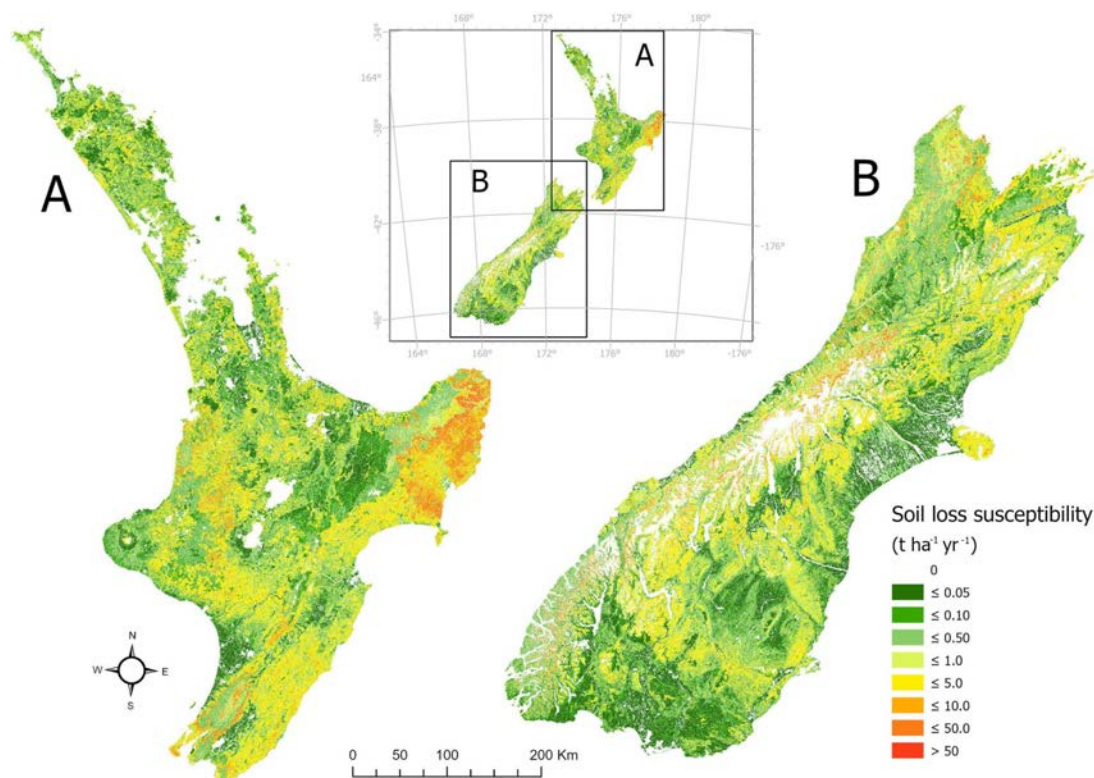 168° 172° 176° 180°
-34°
A
164°
-38°
B
-42°
-176°
-46°
164° 168° 172° 176° 180° -176°
A
B
Soil loss susceptibility
(t ha⁻¹ yr⁻¹)
0
≤ 0.05
≤ 0.10
≤ 0.50
≤ 1.0
≤ 5.0
≤ 10.0
≤ 50.0
> 50
N
W E
S
0 50 100 200 Km